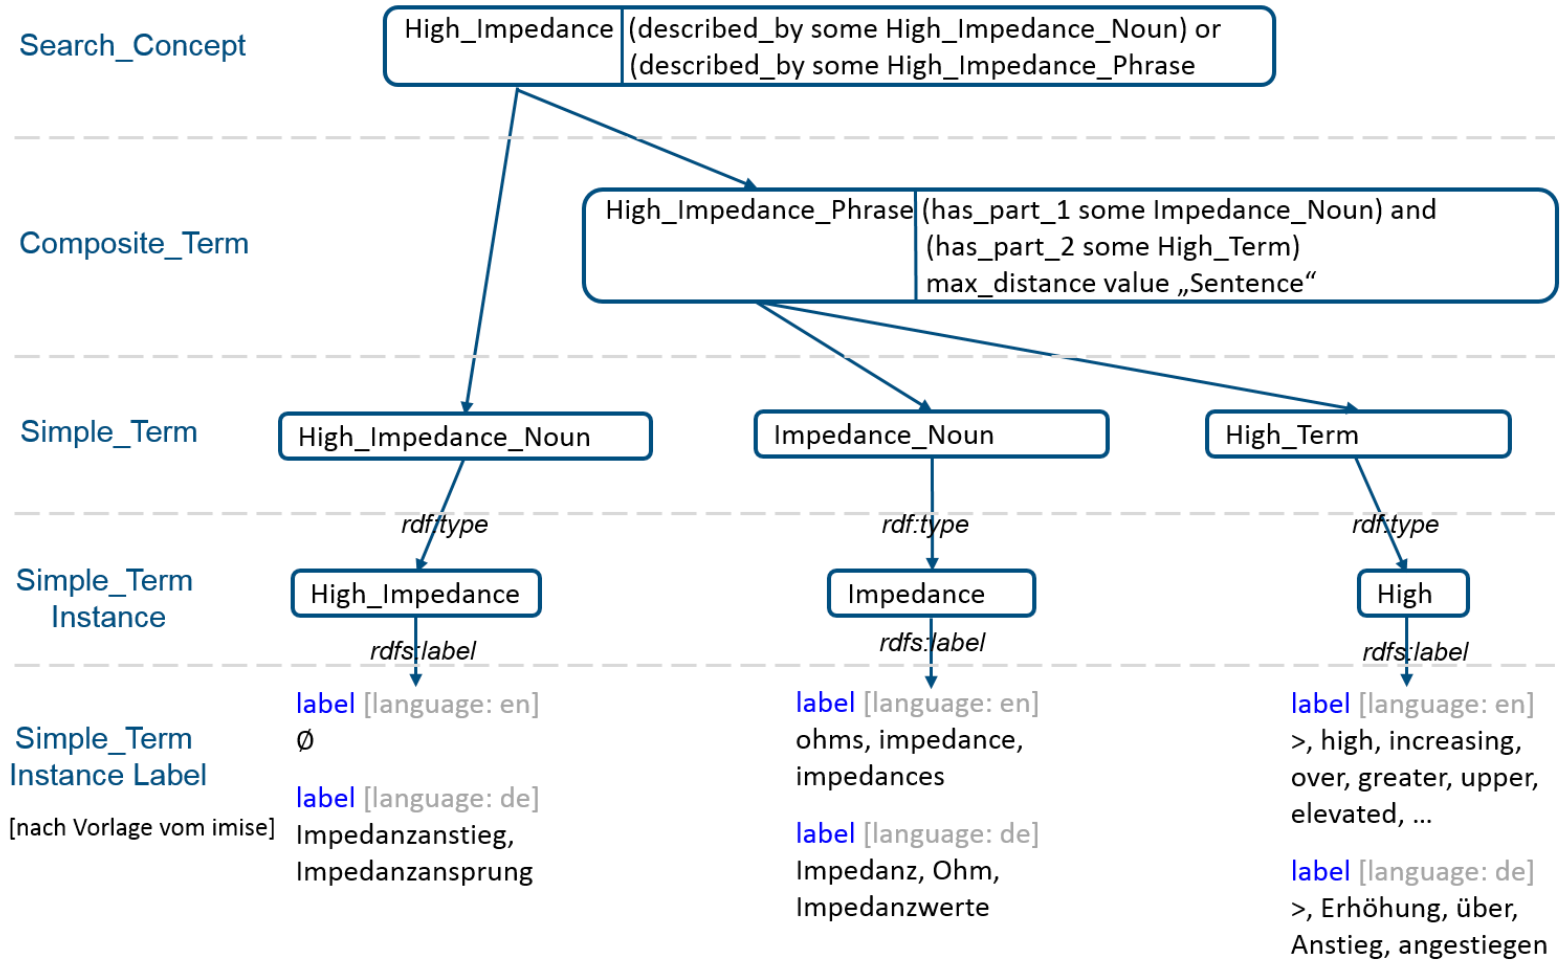 Search_Concept
High_Impedance
(described_by some High_Impedance_Noun) or
(described_by some High_Impedance_Phrase
Composite_Term
High_Impedance_Phrase
(has_part_1 some Impedance_Noun) and
(has_part_2 some High_Term)
max_distance value „Sentence“
Simple_Term
High_Impedance_Noun
Impedance_Noun
High_Term
rdf:type
rdf:type
rdf:type
Simple_Term
Instance
High_Impedance
Impedance
High
rdfs:label
rdfs:label
rdfs:label
Simple_Term
Instance Label
[nach Vorlage vom imise]
label [language: en]
Ø
label [language: de]
Impedanzanstieg,
Impedanzansprung
label [language: en]
ohms, impedance,
impedances
label [language: de]
Impedanz, Ohm,
Impedanzwerte
label [language: en]
>, high, increasing,
over, greater, upper,
elevated, ...
label [language: de]
>, Erhöhung, über,
Anstieg, angestiegen